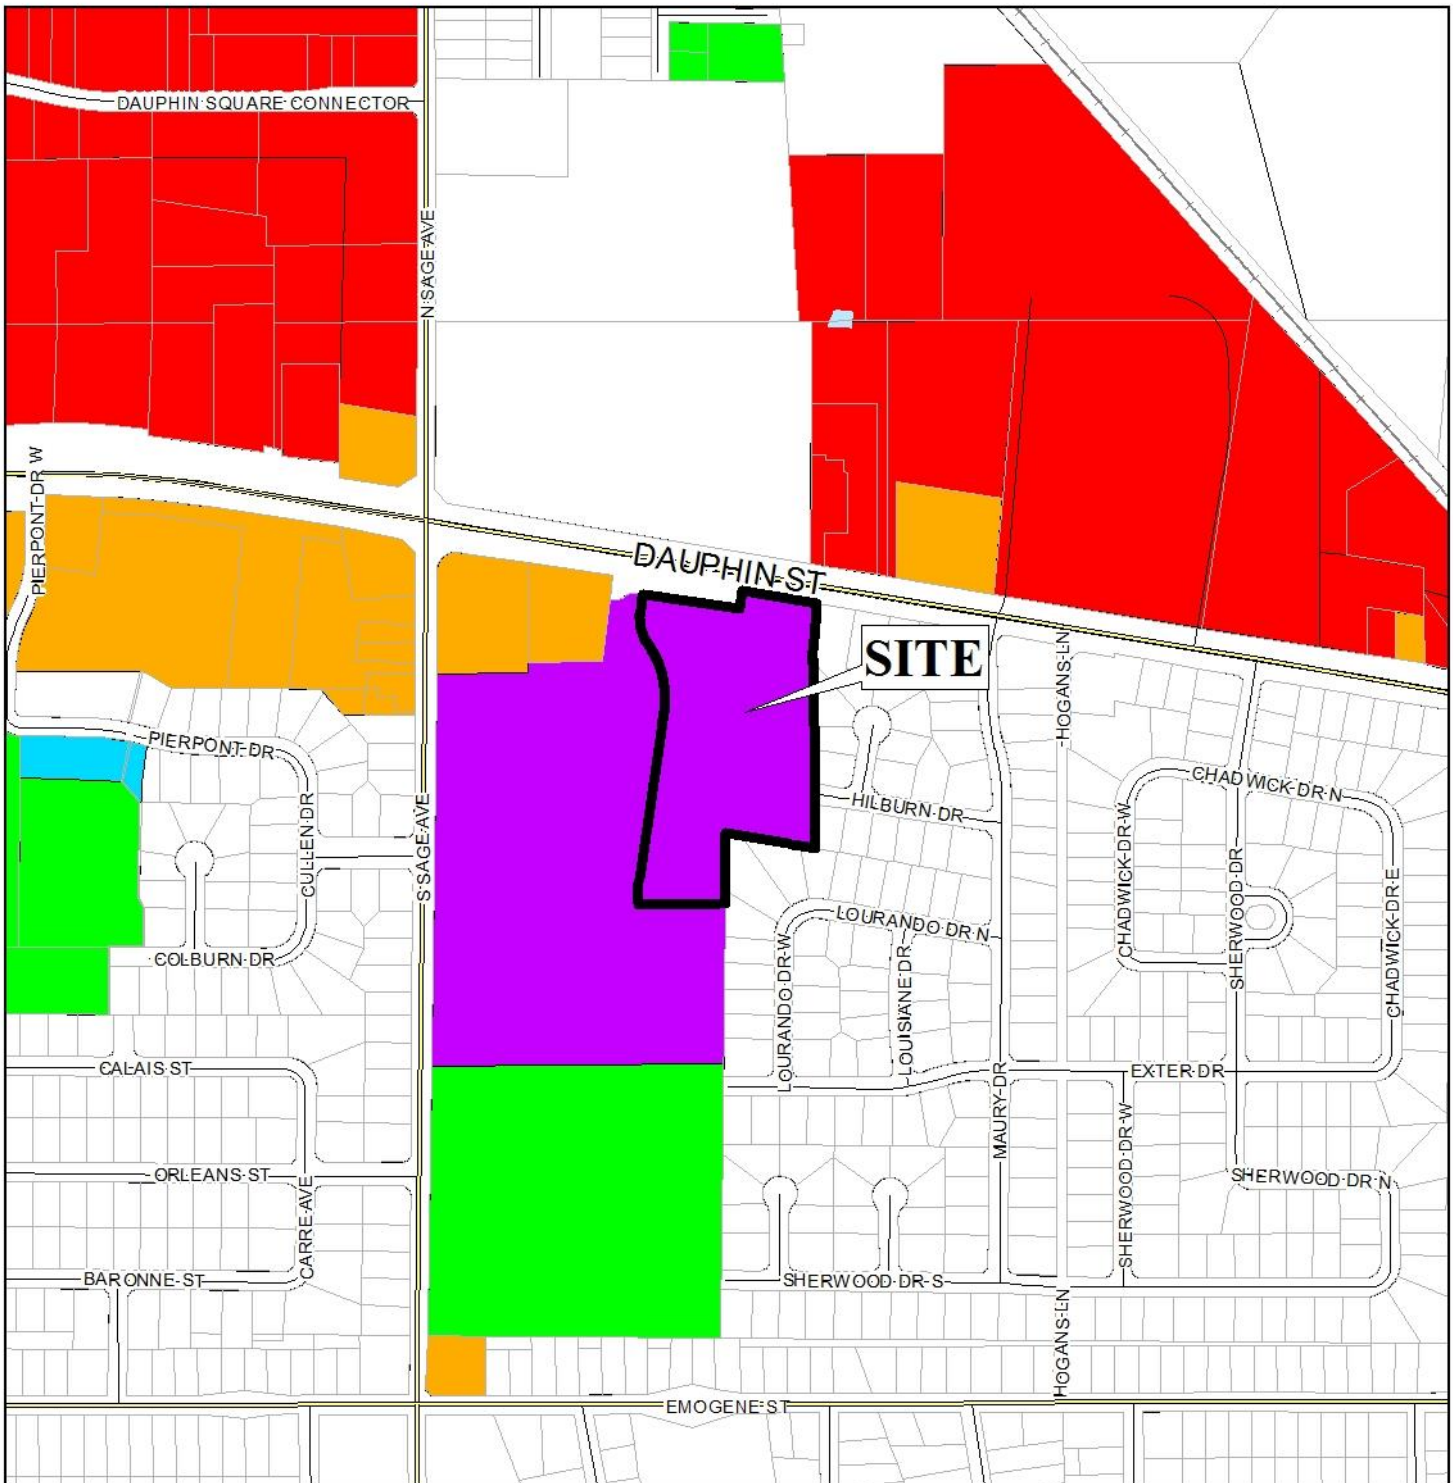 DAUPHIN SQUARE CONNECTOR
N SAGE AVE
PIERPONT DR W
DAUPHIN ST
SITE
HOGANS LN
PIERPONT DR
CULLEN DR
S SAGE AVE
HILBURN DR
CHADWICK DR N
CHADWICK DR W
SHERWOOD DR
CHADWICK DR E
LOURANDO DR N
LOURANDO DR W
LOUISIANE DR
COLBURN DR
CALAIS ST
EXTER DR
MAURY DR
SHERWOOD DR W
ORLEANS ST
CARRE AVE
SHERWOOD DR N
BARONNE ST
SHERWOOD DR S
HOGANS LN
EMOGENE ST